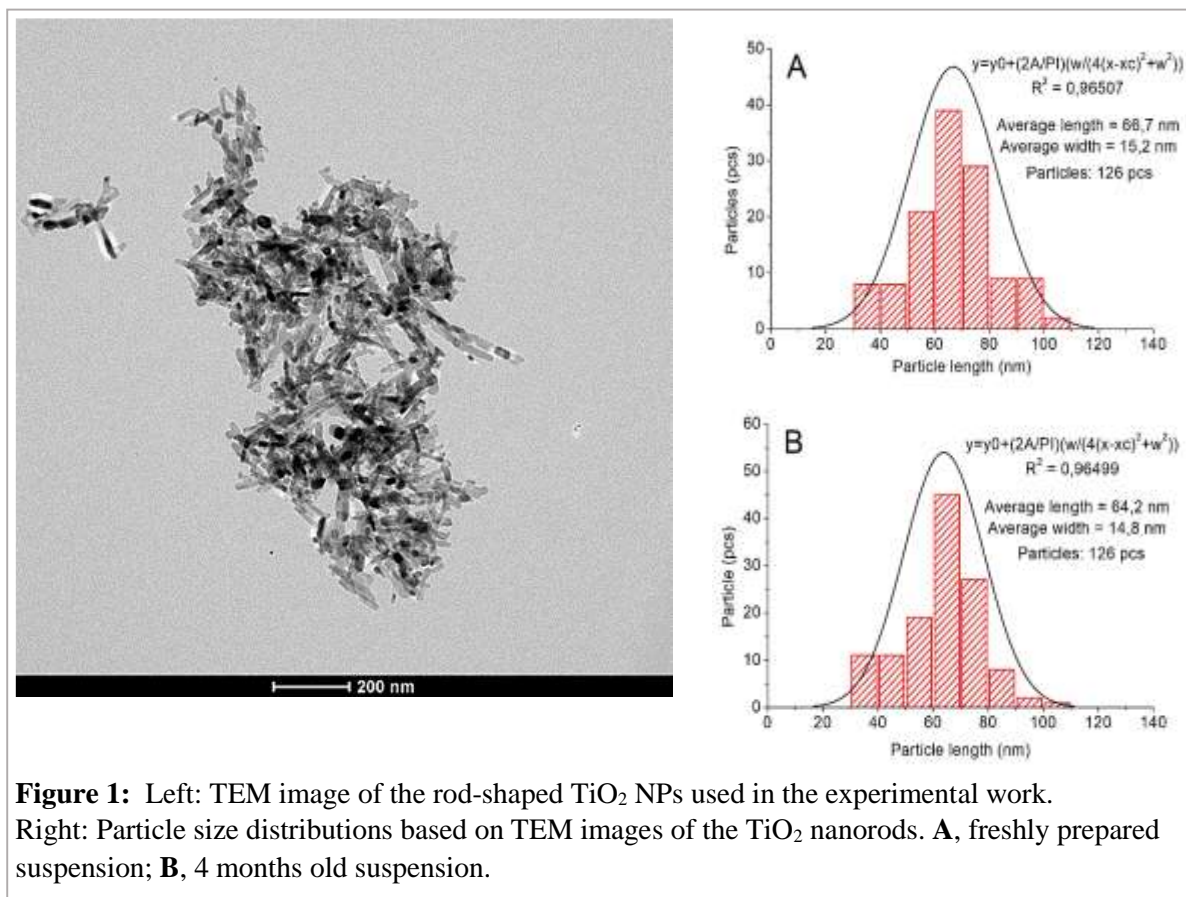 200 nm
A
y=y0+(2A/PI)(w/(4(x-xc)²+w²))
R² = 0,96507
Average length = 66,7 nm
Average width = 15,2 nm
Particles: 126 pcs
Particles (pcs)
50
40
30
20
10
0
0 20 40 60 80 100 120 140
Particle length (nm)
B
y=y0+(2A/PI)(w/(4(x-xc)²+w²))
R² = 0,96499
Average length = 64,2 nm
Average width = 14,8 nm
Particles: 126 pcs
Particle (pcs)
60
50
40
30
20
10
0
0 20 40 60 80 100 120 140
Particle length (nm)
Figure 1: Left: TEM image of the rod-shaped TiO₂ NPs used in the experimental work.
Right: Particle size distributions based on TEM images of the TiO₂ nanorods. A, freshly prepared
suspension; B, 4 months old suspension.